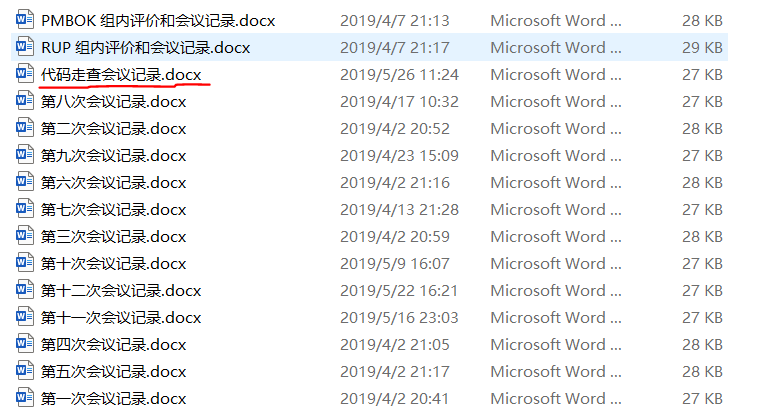 PMBOK 组内评价和会议记录.docx 2019/4/7 21:13 Microsoft Word ... 28 KB
RUP 组内评价和会议记录.docx 2019/4/7 21:17 Microsoft Word ... 29 KB
代码走查会议记录.docx 2019/5/26 11:24 Microsoft Word ... 27 KB
第八次会议记录.docx 2019/4/17 10:32 Microsoft Word ... 27 KB
第二次会议记录.docx 2019/4/2 20:52 Microsoft Word ... 28 KB
第九次会议记录.docx 2019/4/23 15:09 Microsoft Word ... 27 KB
第六次会议记录.docx 2019/4/2 21:16 Microsoft Word ... 28 KB
第七次会议记录.docx 2019/4/13 21:28 Microsoft Word ... 27 KB
第三次会议记录.docx 2019/4/2 20:59 Microsoft Word ... 28 KB
第十次会议记录.docx 2019/5/9 16:07 Microsoft Word ... 27 KB
第十二次会议记录.docx 2019/5/22 16:21 Microsoft Word ... 27 KB
第十一次会议记录.docx 2019/5/16 23:03 Microsoft Word ... 27 KB
第四次会议记录.docx 2019/4/2 21:05 Microsoft Word ... 28 KB
第五次会议记录.docx 2019/4/2 21:17 Microsoft Word ... 28 KB
第一次会议记录.docx 2019/4/2 20:41 Microsoft Word ... 27 KB